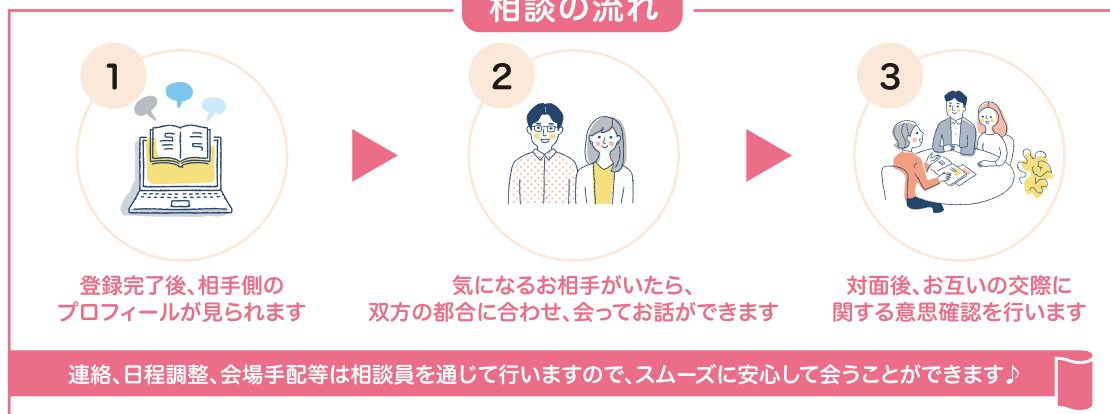 相談の流れ
1
2
3
登録完了後、相手側の
プロフィールが見られます
気になるお相手がいたら、
双方の都合に合わせ、会ってお話ができます
対面後、お互いの交際に
関する意思確認を行います
連絡、日程調整、会場手配等は相談員を通じて行いますので、スムーズに安心して会うことができます♪